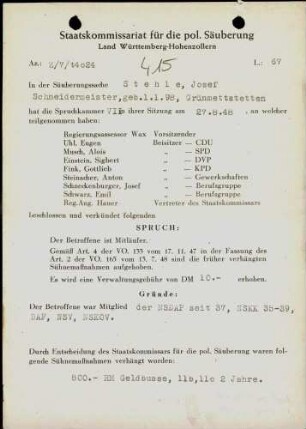 Staatskommissariat für die pol. Säuberung
Land Württemberg-Hohenzollern
Az.: X/V/14024
415
L.: 67
In der Säuberungssache Stehle, Josef
Schneidermeister, geb. 1.1.98, Grünmettstetten
hat die Spruchkammer VIIb ihrer Sitzung am 27.8.48, an welcher
teilgenommen haben:
Regierungsassessor Wax Vorsitzender
Uhl, Eugen Beisitzer — CDU
Munch, Alois „ — SPD
Einstein, Sigbert „ — DVP
Fink, Gottlieb „ — KPD
Steinacher, Anton „ — Gewerkschaften
Scharckenburger, Josef „ — Berufsgruppe
Schwarz, Emil „ — Berufsgruppe
Reg.Ang. Hauer Vertreter des Staatskommissars
beschlossen und verkündet folgenden
SPRUCH:
Der Betroffene ist Mitläufer.
Gemäß Art. 4 der VO. 133 vom 17. 11. 47 in der Fassung des
Art. 2 der VO. 165 vom 13. 7. 48 sind die früher verhängten
Sühnemaßnahmen aufgehoben.
Es wird eine Verwaltungsgebühr von DM 10.- erhoben.
Gründe:
Der Betroffene war Mitglied der NSDAP seit 37, NSKK 35-39,
DAF, NSV, NSKOV.
Durch Entscheidung des Staatskommissars für die pol. Säuberung waren
folgende Sühnemaßnahmen verhängt worden:
800.- RM Geldbusse, 11b,11c 2 Jahre.